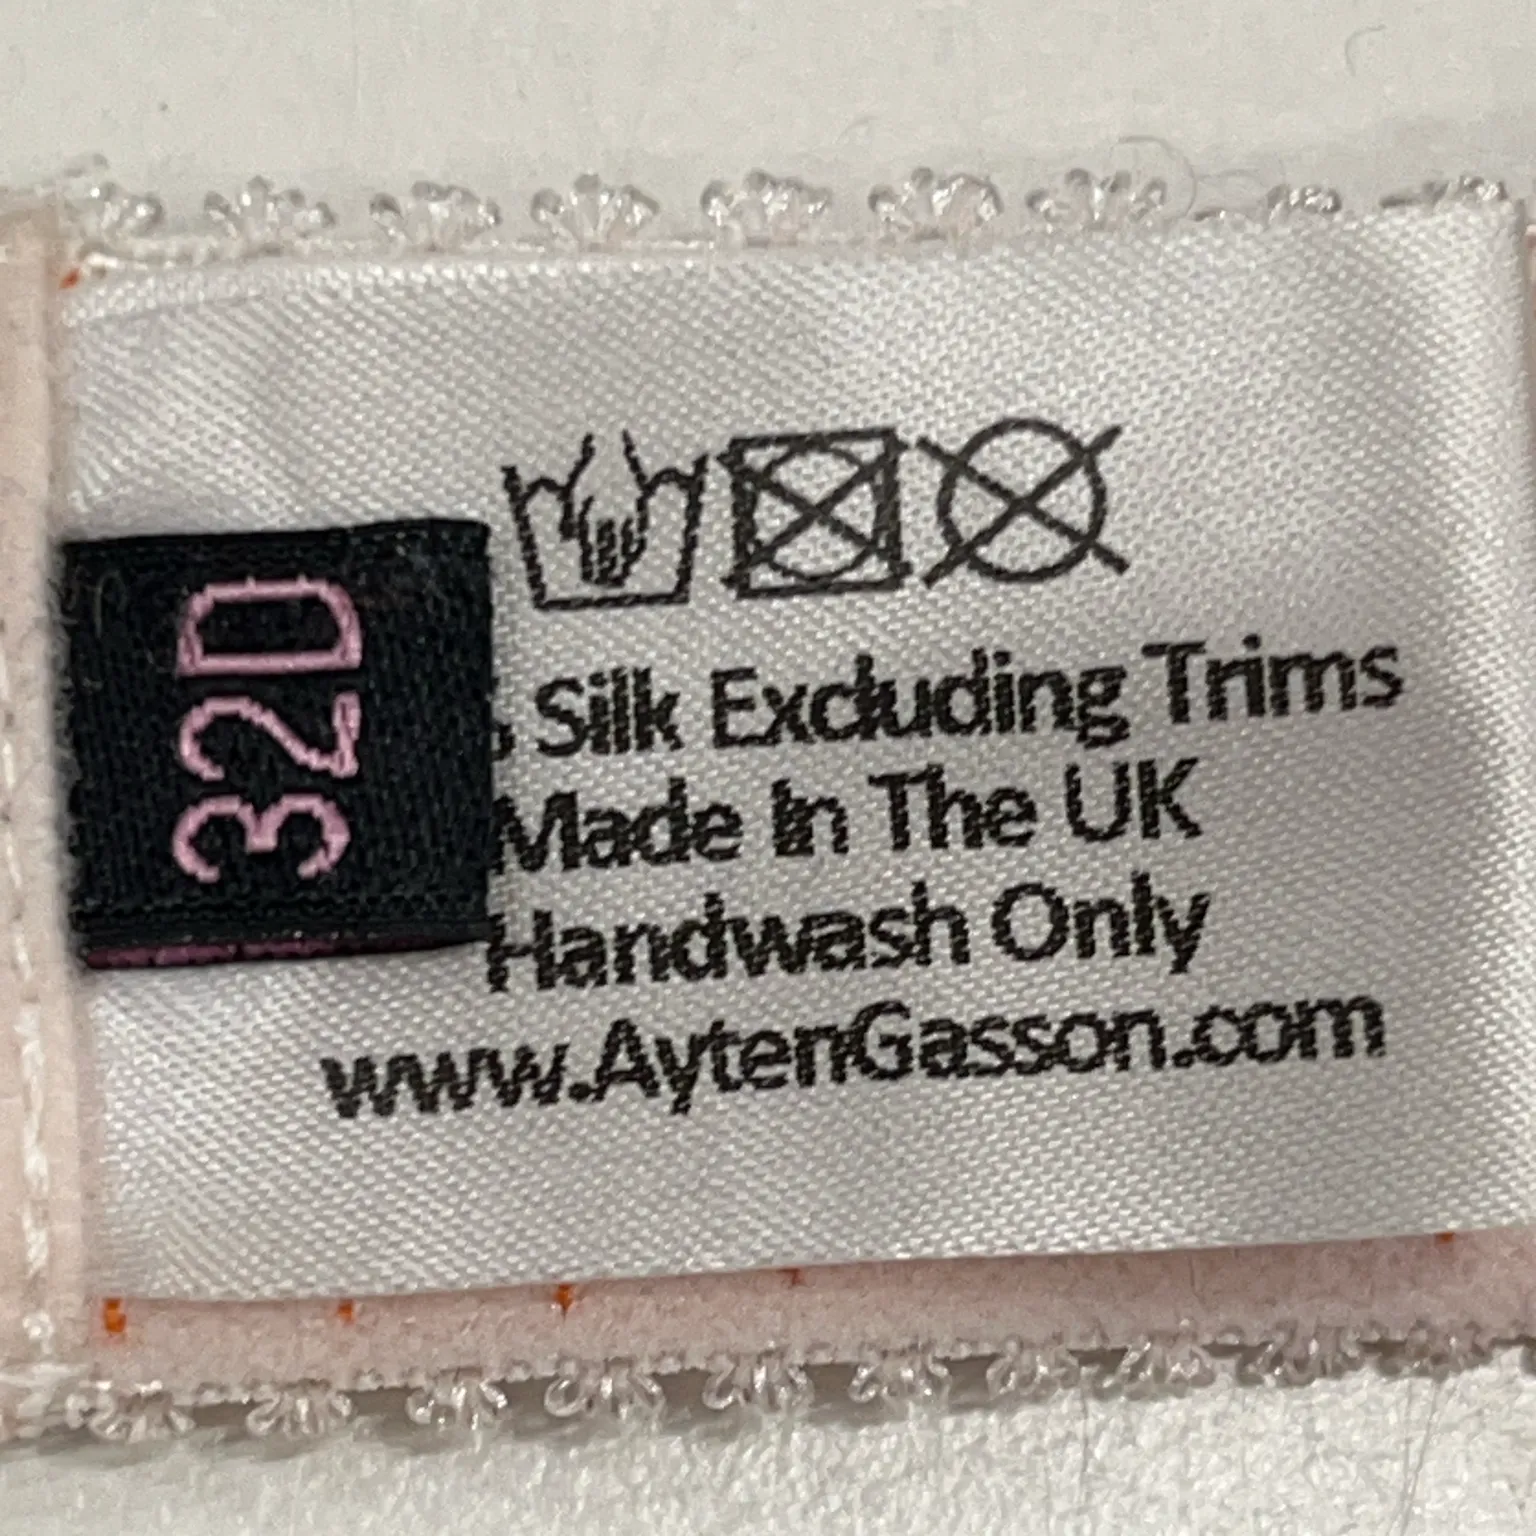 32D
Silk Excluding Trims
Made In The UK
Handwash Only
www.AytenGasson.com